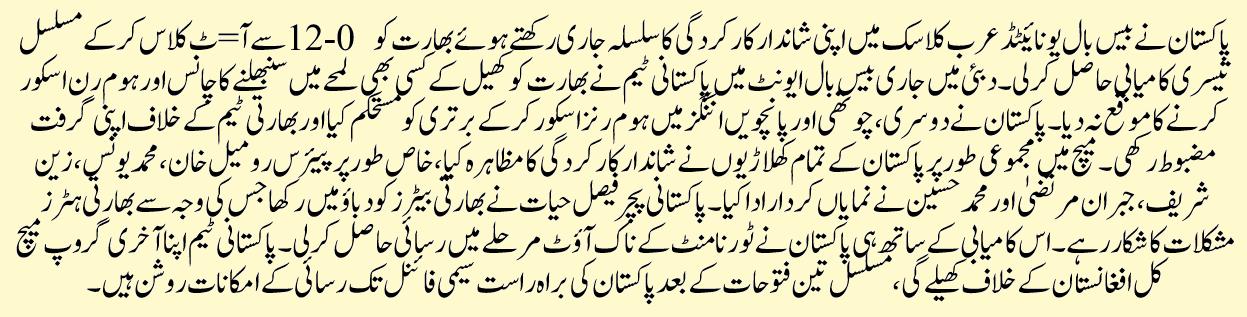 پاکستان نے بیس بال یونائیٹڈ عرب کلاسک میں اپنی شاندار کارکردگی کا سلسلہ جاری رکھتے ہوئے بھارت کو 0-12 سے آ=ٹ کلاس کرکے مسلسل
تیسری کامیابی حاصل کرلی۔ دبئی میں جاری بیس بال ایونٹ میں پاکستانی ٹیم نے بھارت کو کھیل کے کسی بھی لمحے میں سنبھلنے کا چانس اور ہوم رن اسکور
کرنے کا موقع نہ دیا۔ پاکستان نے دوسری، چوتھی اور پانچویں اننگز میں ہوم رنز اسکور کرکے برتری کو مستحکم کیا اور بھارتی ٹیم کے خلاف اپنی گرفت
مضبوط رکھی۔ میچ میں مجموعی طور پر پاکستان کے تمام کھلاڑیوں نے شاندار کارکردگی کا مظاہرہ کیا، خاص طور پر پیئرس رومیل خان، محمد یونس، زین
شریف، جبران مرتضیٰ اور محمد حسین نے نمایاں کردار ادا کیا۔ پاکستانی پچر فیصل حیات نے بھارتی بیٹرز کو دباؤ میں رکھا جس کی وجہ سے بھارتی ہٹرز
مشکلات کا شکار رہے۔ اس کامیابی کے ساتھ ہی پاکستان نے ٹورنامنٹ کے ناک آؤٹ مرحلے میں رسائی حاصل کرلی۔ پاکستانی ٹیم اپنا آخری گروپ میچ
کل افغانستان کے خلاف کھیلے گی، مسلسل تین فتوحات کے بعد پاکستان کی براہ راست سیمی فائنل تک رسائی کے امکانات روشن ہیں۔